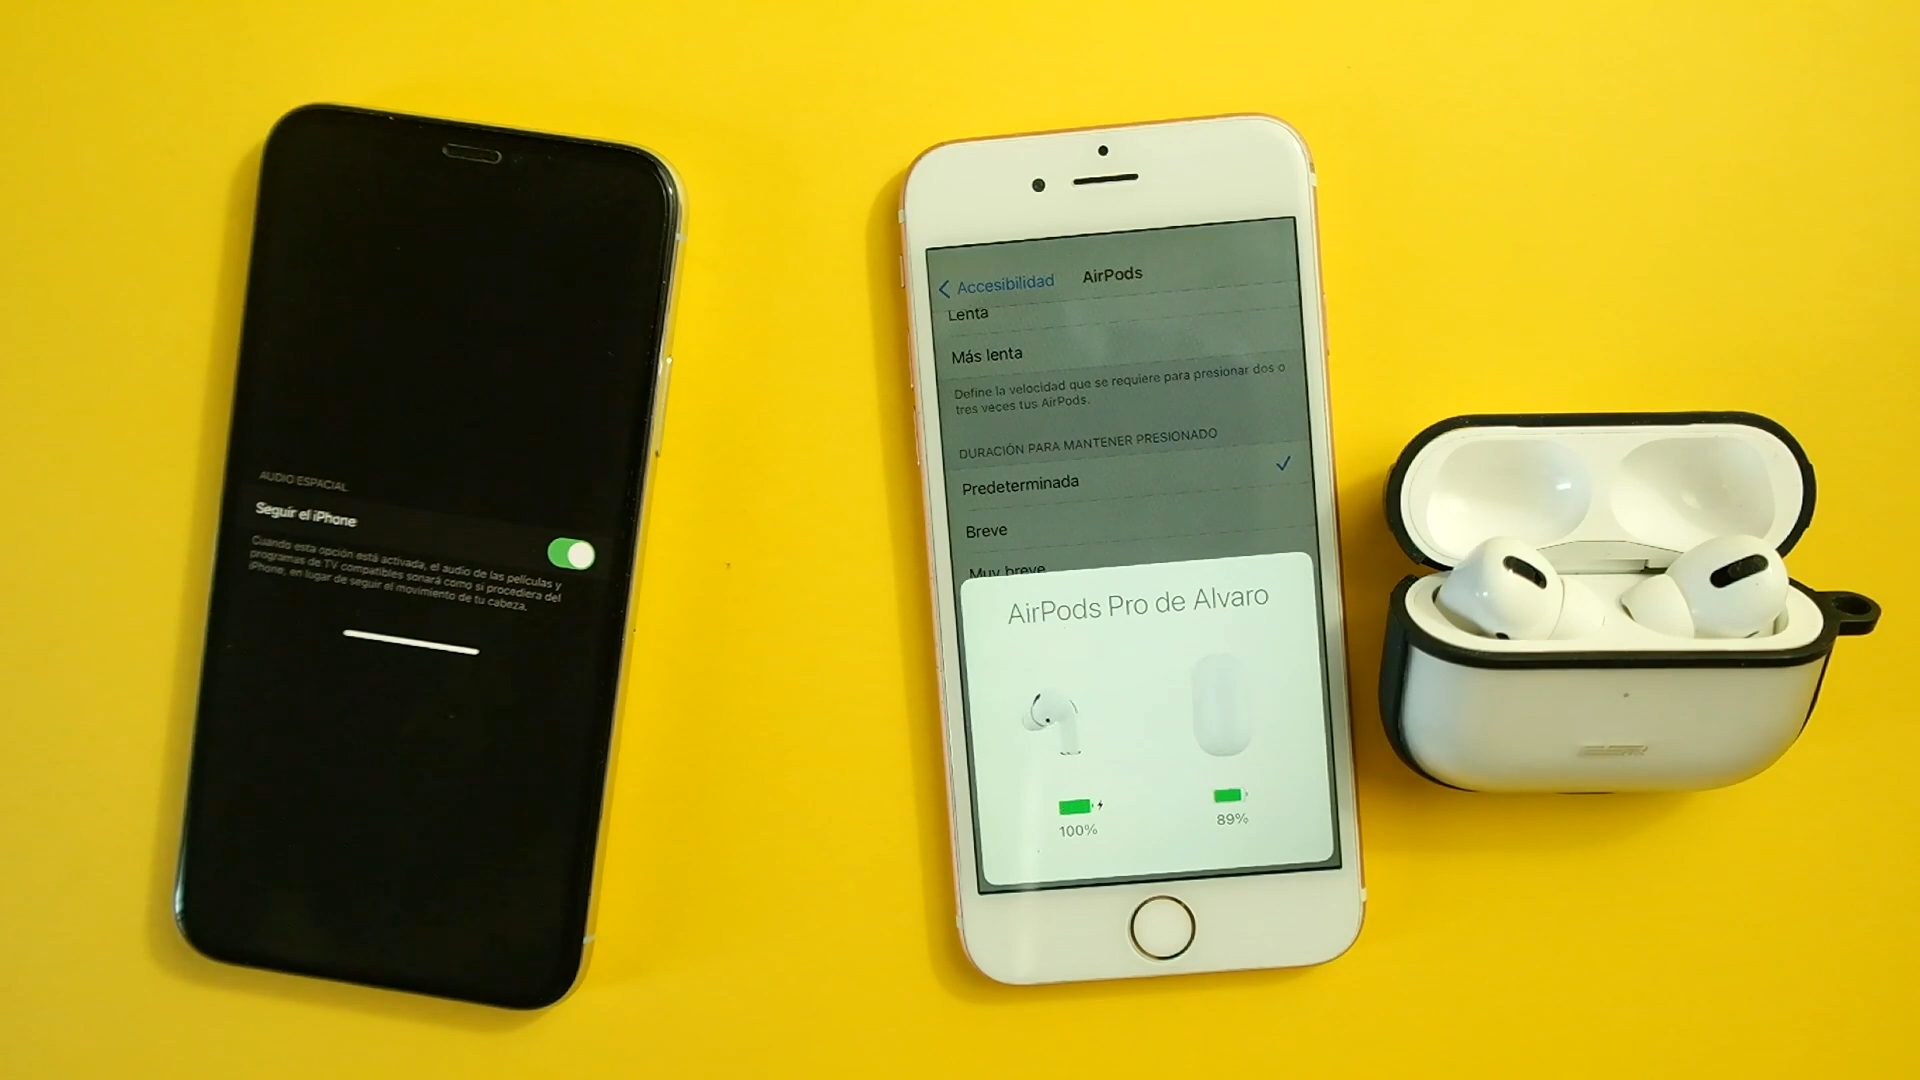 AUDIO ESPACIAL
Seguir el iPhone
Cuando esta opción está activada, el audio de las películas y
programas de TV compatibles sonará como si procediera del
iPhone, en lugar de seguir el movimiento de tu cabeza.
Accesibilidad
AirPods
Lenta
Más lenta
Define la velocidad que se requiere para presionar dos o
tres veces tus AirPods.
DURACIÓN PARA MANTENER PRESIONADO
Predeterminada
Breve
Muy breve
AirPods Pro de Alvaro
100%
89%